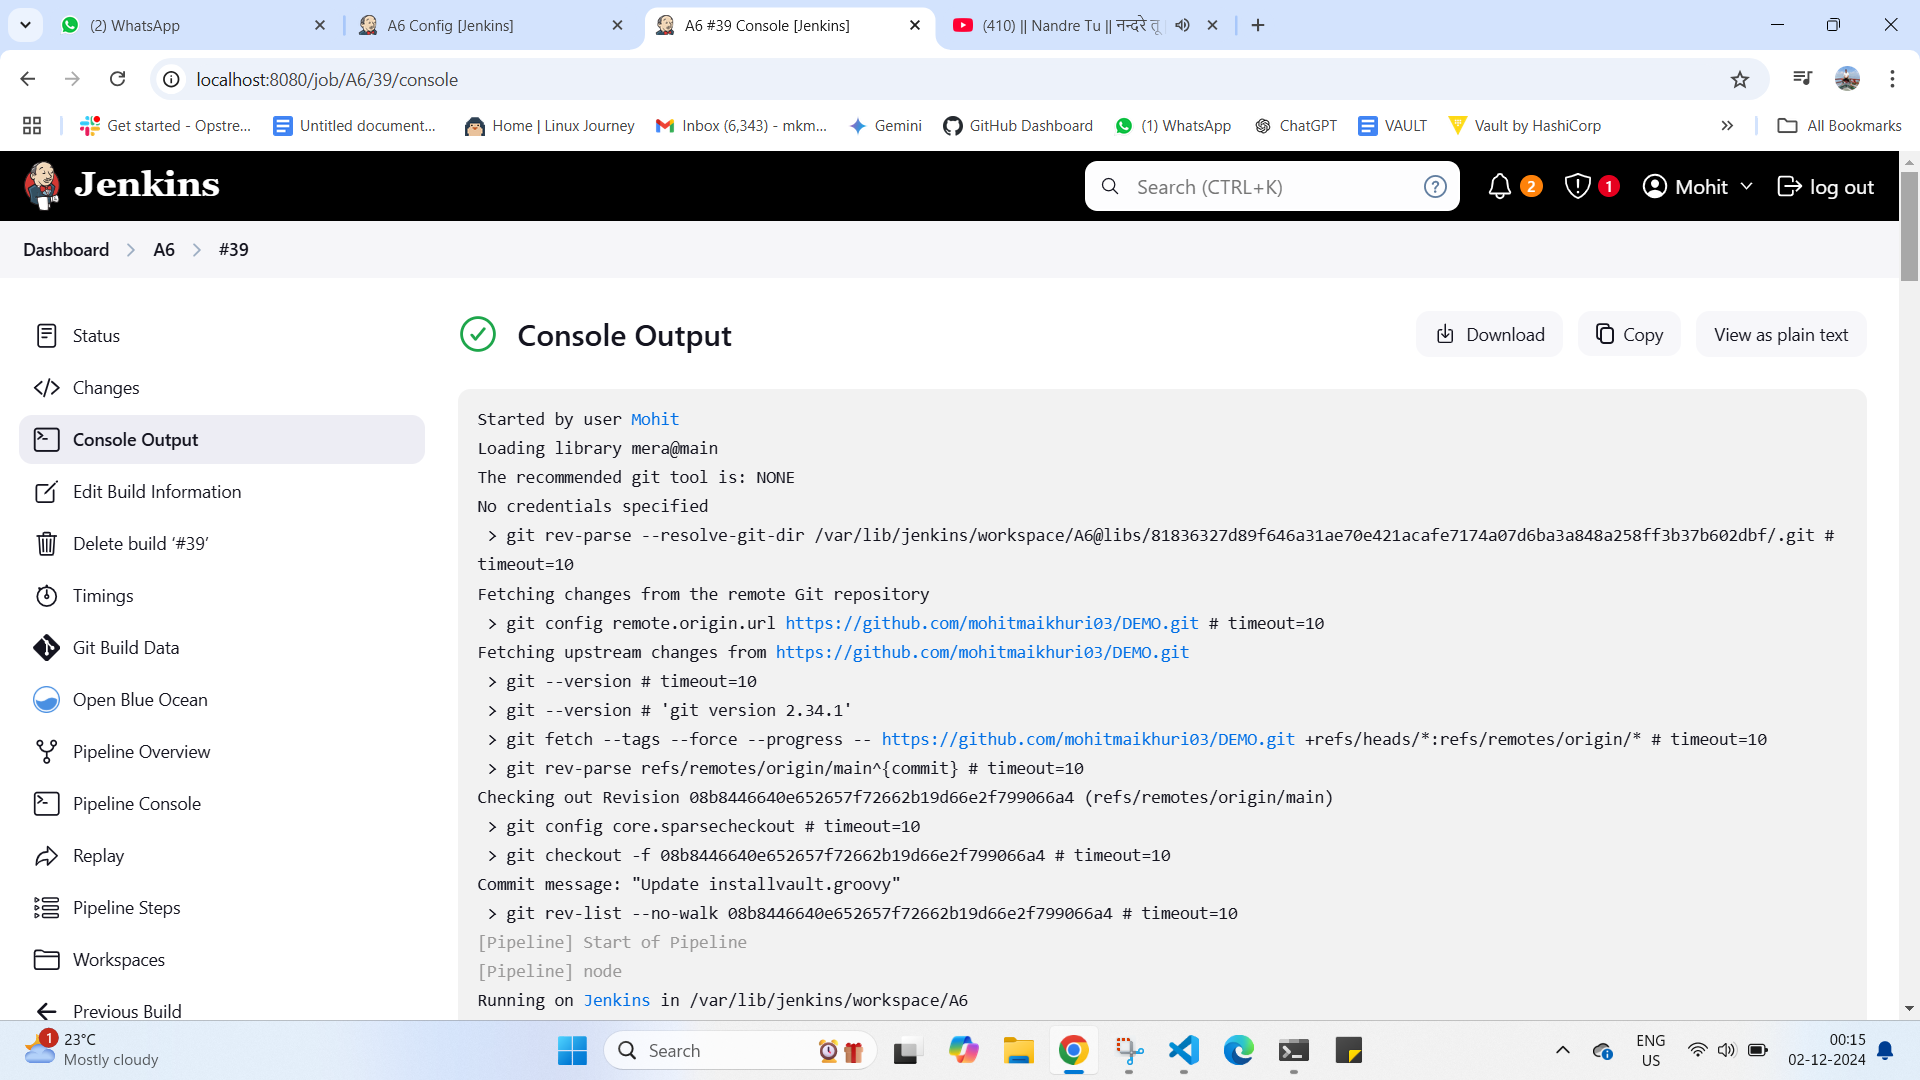 (2) WhatsApp
A6 Config [Jenkins]
A6 #39 Console [Jenkins]
(410) || Nandre Tu || नन्दरे तू
localhost:8080/job/A6/39/console
Get started - Opstre...
Untitled document...
Home | Linux Journey
Inbox (6,343) - mkm...
Gemini
GitHub Dashboard
(1) WhatsApp
ChatGPT
VAULT
Vault by HashiCorp
All Bookmarks
Jenkins
Search (CTRL+K)
2
1
Mohit
log out
Dashboard
A6
#39
Status
Changes
Console Output
Edit Build Information
Delete build ‘#39’
Timings
Git Build Data
Open Blue Ocean
Pipeline Overview
Pipeline Console
Replay
Pipeline Steps
Workspaces
Previous Build
Console Output
Download
Copy
View as plain text
Started by user Mohit
Loading library mera@main
The recommended git tool is: NONE
No credentials specified
> git rev-parse --resolve-git-dir /var/lib/jenkins/workspace/A6@libs/81836327d89f646a31ae70e421acafe7174a07d6ba3a848a258ff3b37b602dbf/.git #
timeout=10
Fetching changes from the remote Git repository
> git config remote.origin.url https://github.com/mohitmaikhuri03/DEMO.git # timeout=10
Fetching upstream changes from https://github.com/mohitmaikhuri03/DEMO.git
> git --version # timeout=10
> git --version # 'git version 2.34.1'
> git fetch --tags --force --progress -- https://github.com/mohitmaikhuri03/DEMO.git +refs/heads/*:refs/remotes/origin/* # timeout=10
> git rev-parse refs/remotes/origin/main^{commit} # timeout=10
Checking out Revision 08b8446640e652657f72662b19d66e2f799066a4 (refs/remotes/origin/main)
> git config core.sparsecheckout # timeout=10
> git checkout -f 08b8446640e652657f72662b19d66e2f799066a4 # timeout=10
Commit message: "Update installvault.groovy"
> git rev-list --no-walk 08b8446640e652657f72662b19d66e2f799066a4 # timeout=10
[Pipeline] Start of Pipeline
[Pipeline] node
Running on Jenkins in /var/lib/jenkins/workspace/A6
1
23°C
Mostly cloudy
Search
ENG
US
00:15
02-12-2024